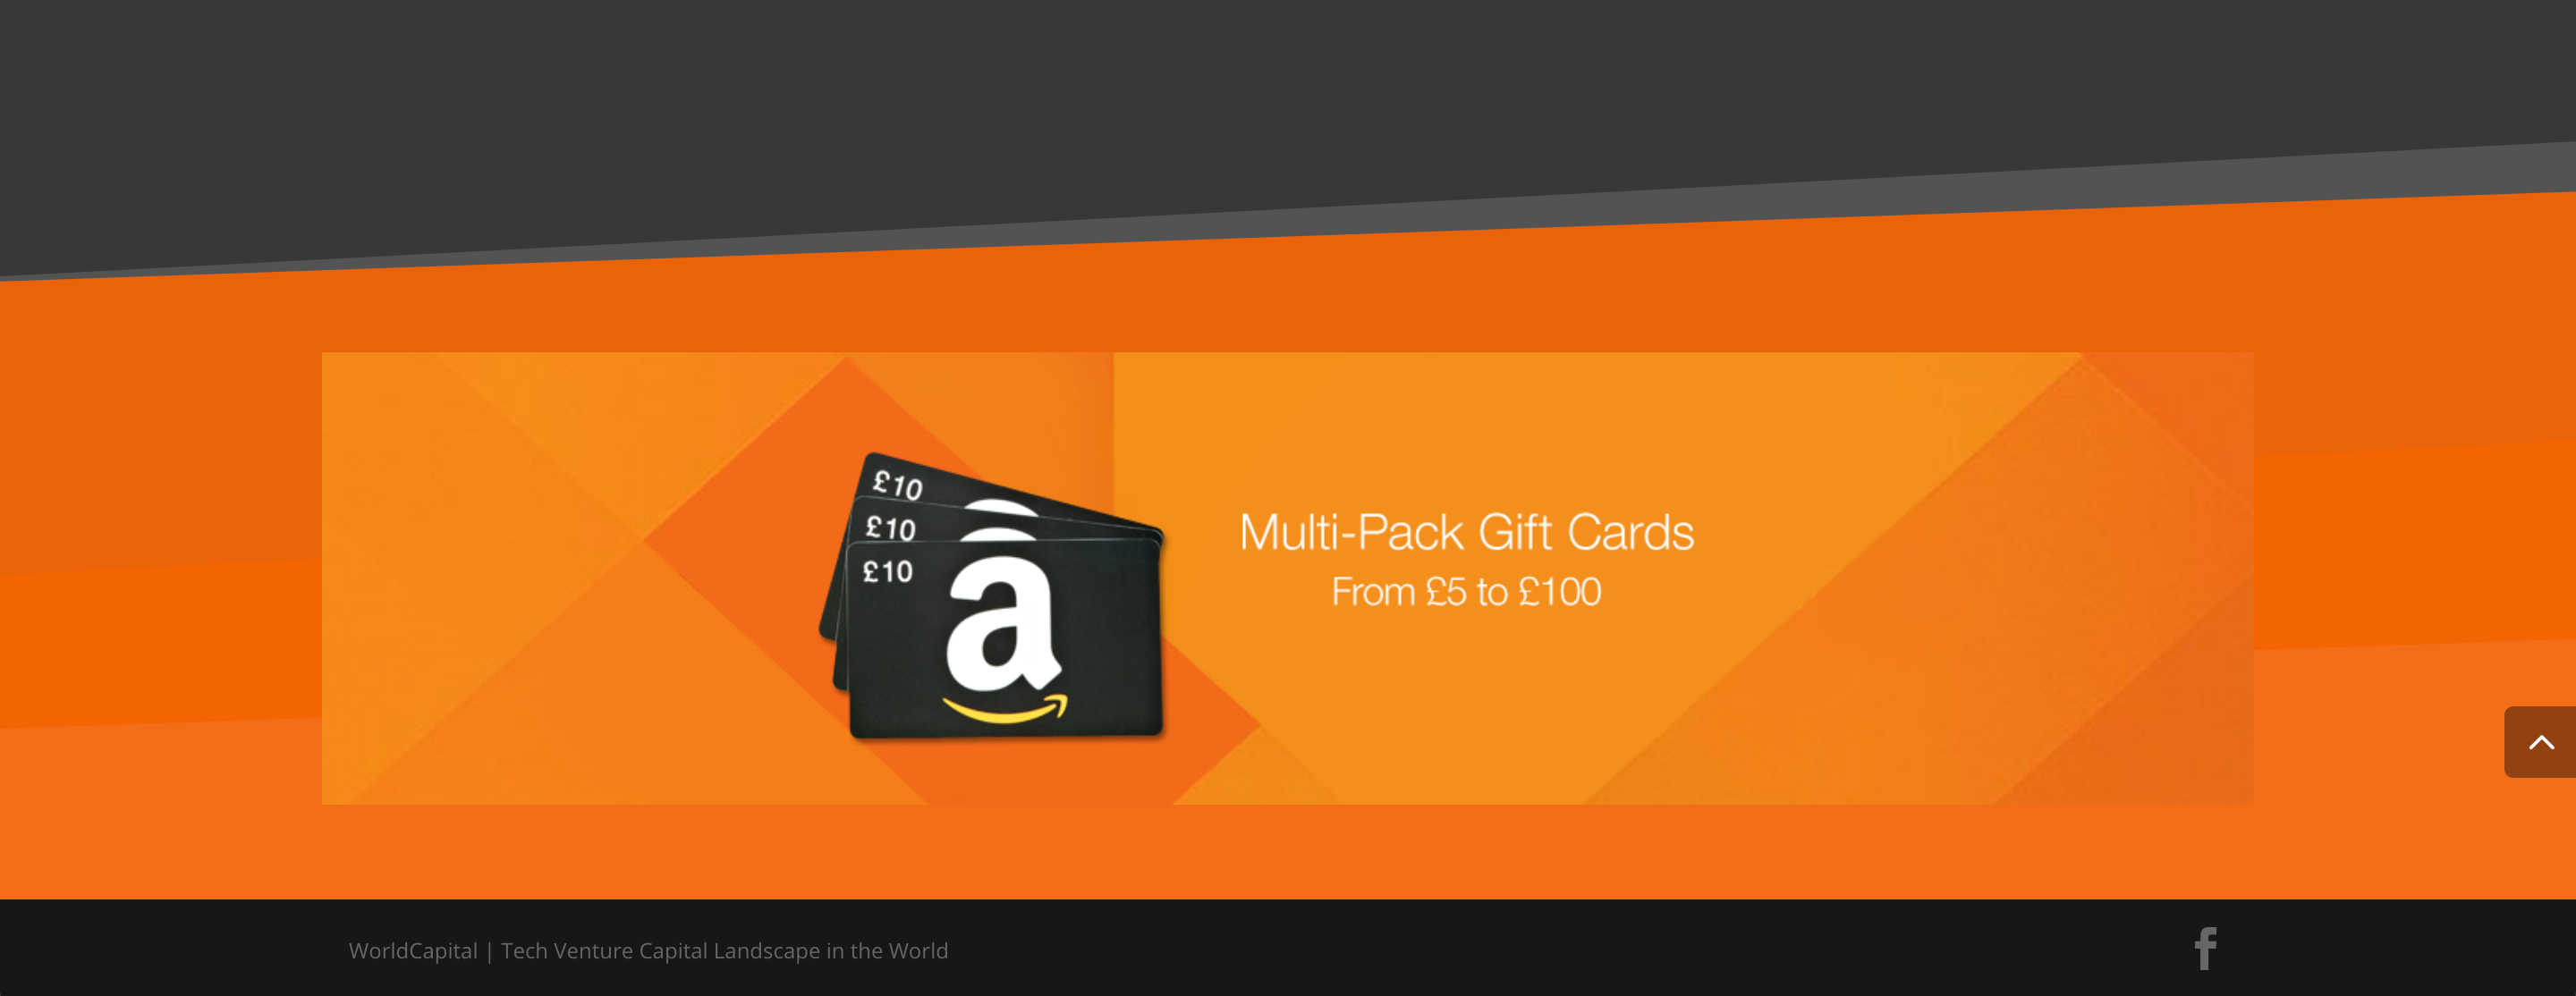 £10
£10
£10
a
Multi-Pack Gift Cards
From £5 to £100
WorldCapital | Tech Venture Capital Landscape in the World
f